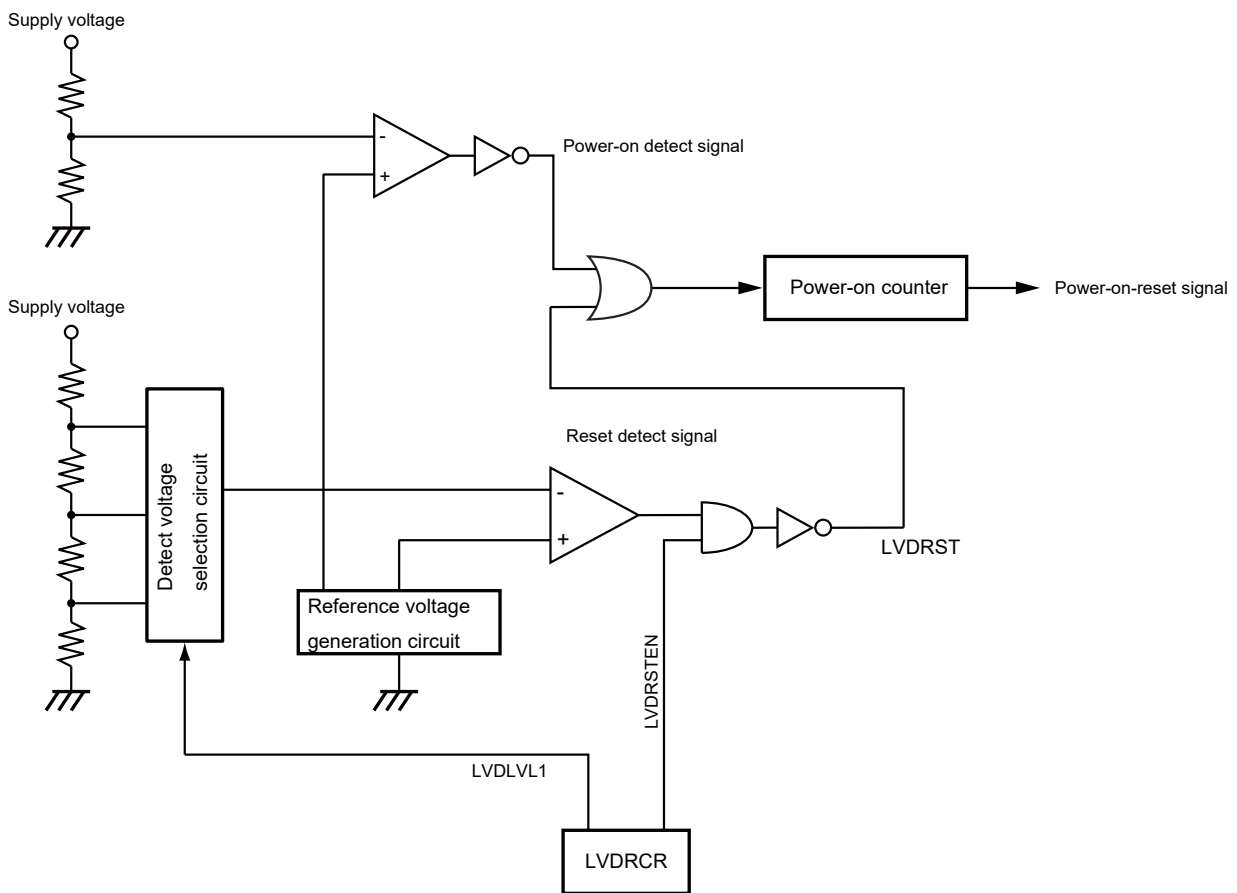 Supply voltage
-
+
Power-on detect signal
Power-on counter
Power-on-reset signal
Supply voltage
Detect voltage
selection circuit
Reset detect signal
-
+
LVDRST
Reference voltage
generation circuit
LVDRSTEN
LVDLVL1
LVDRCR